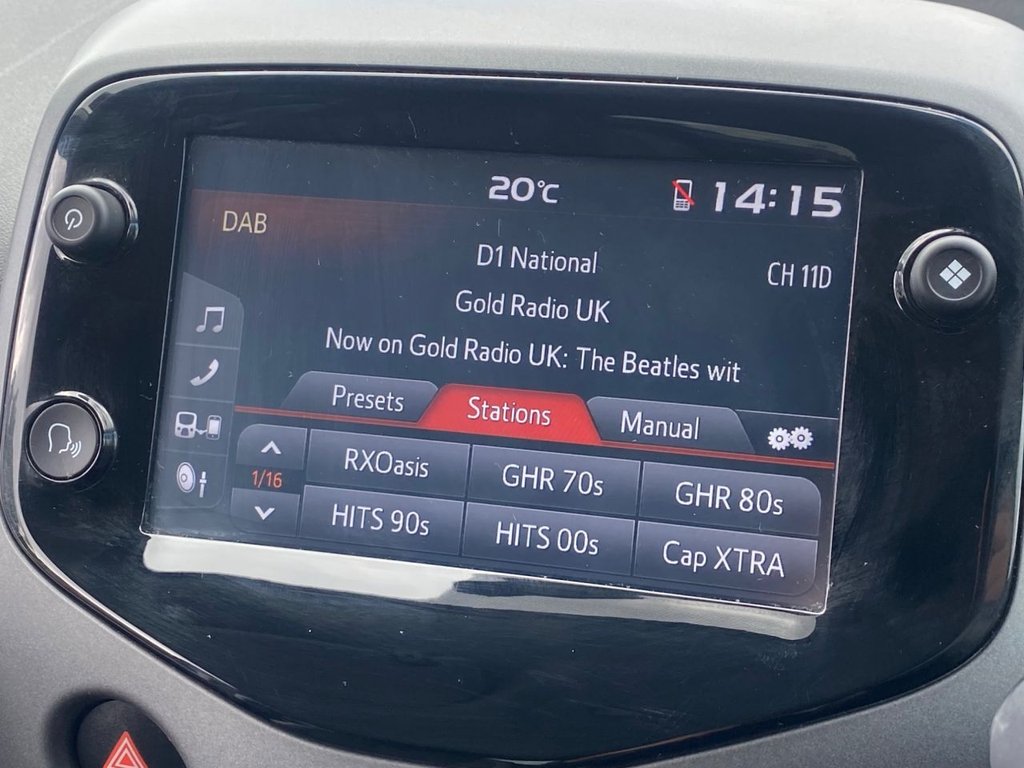 20°C 14:15
DAB
D1 National
CH 11D
Gold Radio UK
Now on Gold Radio UK: The Beatles wit
Presets Stations Manual
1/16
RXOasis GHR 70s GHR 80s
HITS 90s HITS 00s Cap XTRA